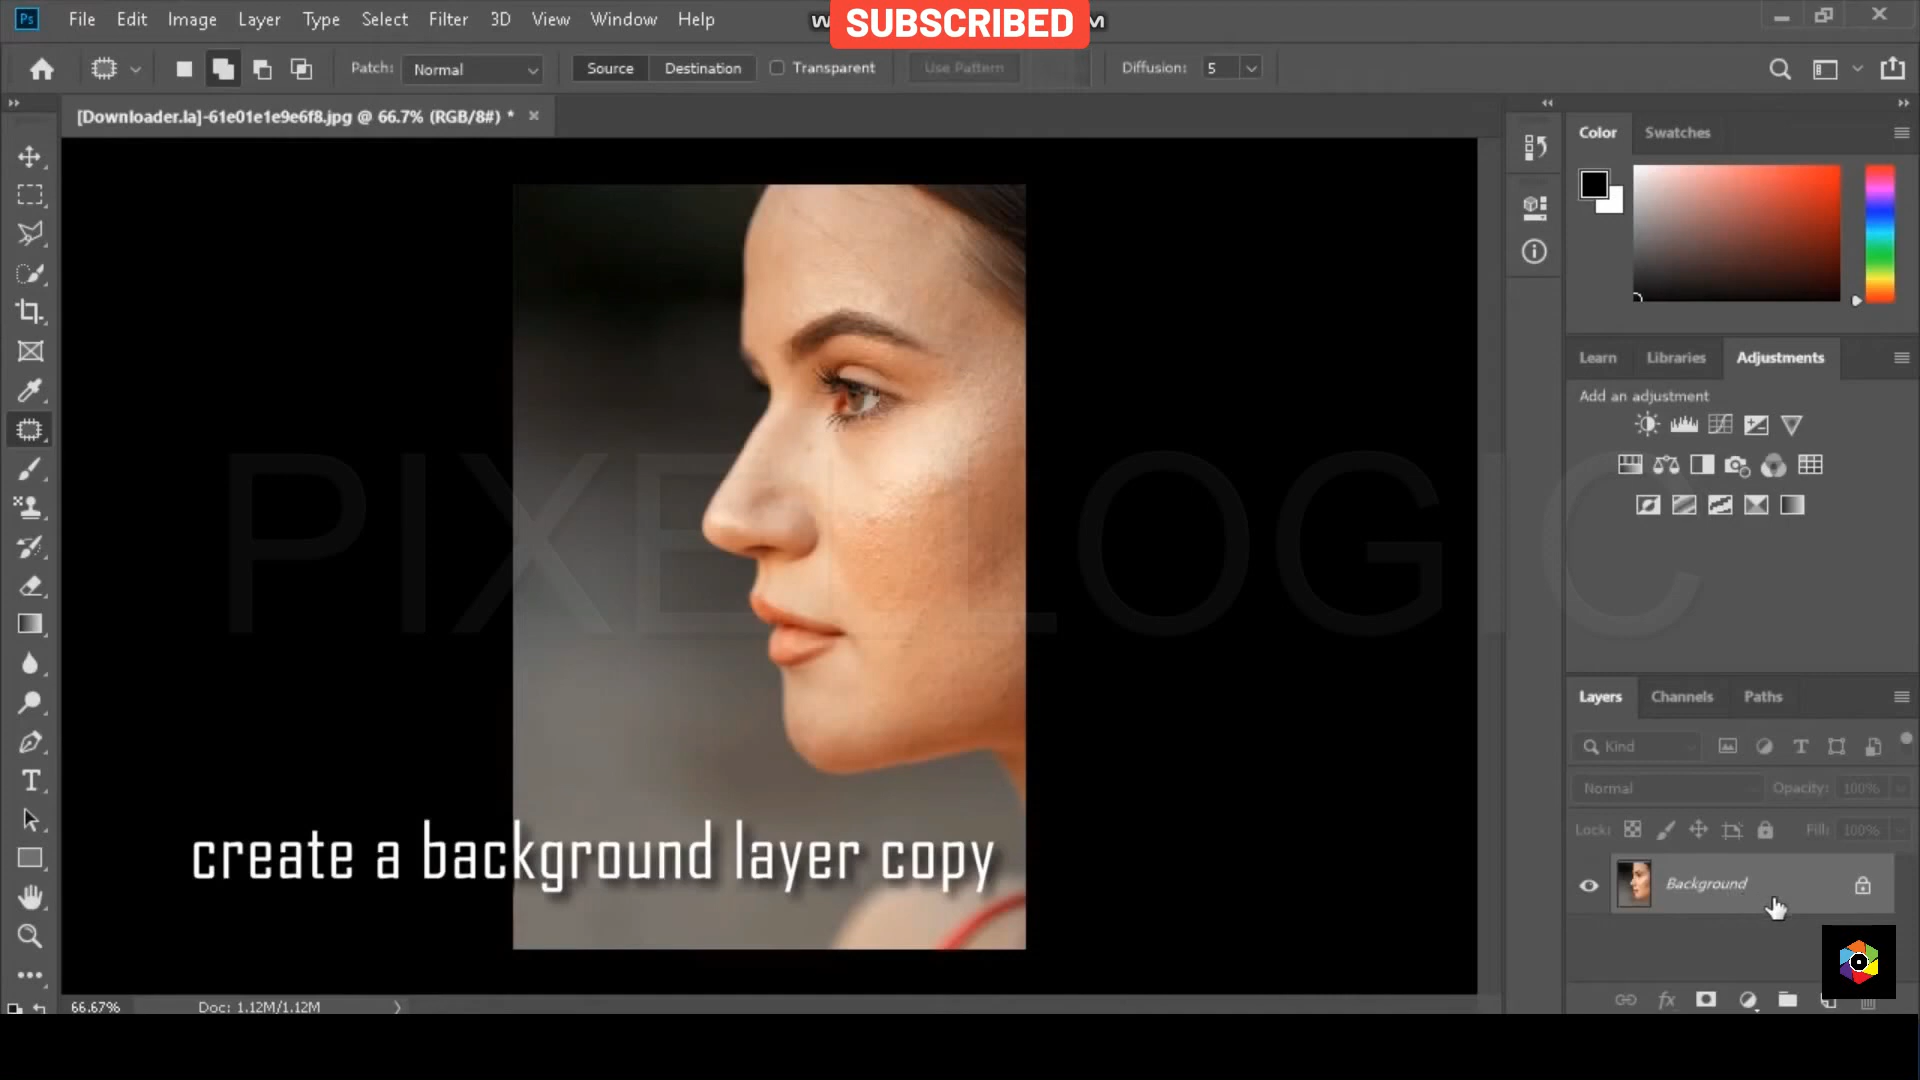 Ps File Edit Image Layer Type Select Filter 3D View Window Help
SUBSCRIBED
Patch: Normal Source Destination Transparent Use Pattern Diffusion: 5
[Downloader.la]-61e01e1e9e6f8.jpg @ 66.7% (RGB/8#) *
Color Swatches
Learn Libraries Adjustments
Add an adjustment
PIXELLOGIC
Layers Channels Paths
Kind
Normal Opacity: 100%
Lock: Fill: 100%
Background
create a background layer copy
66.67% Doc: 1.12M/1.12M